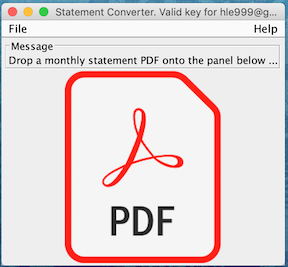 Statement Converter. Valid key for hle999@g...
File Help
Message
Drop a monthly statement PDF onto the panel below ...
PDF